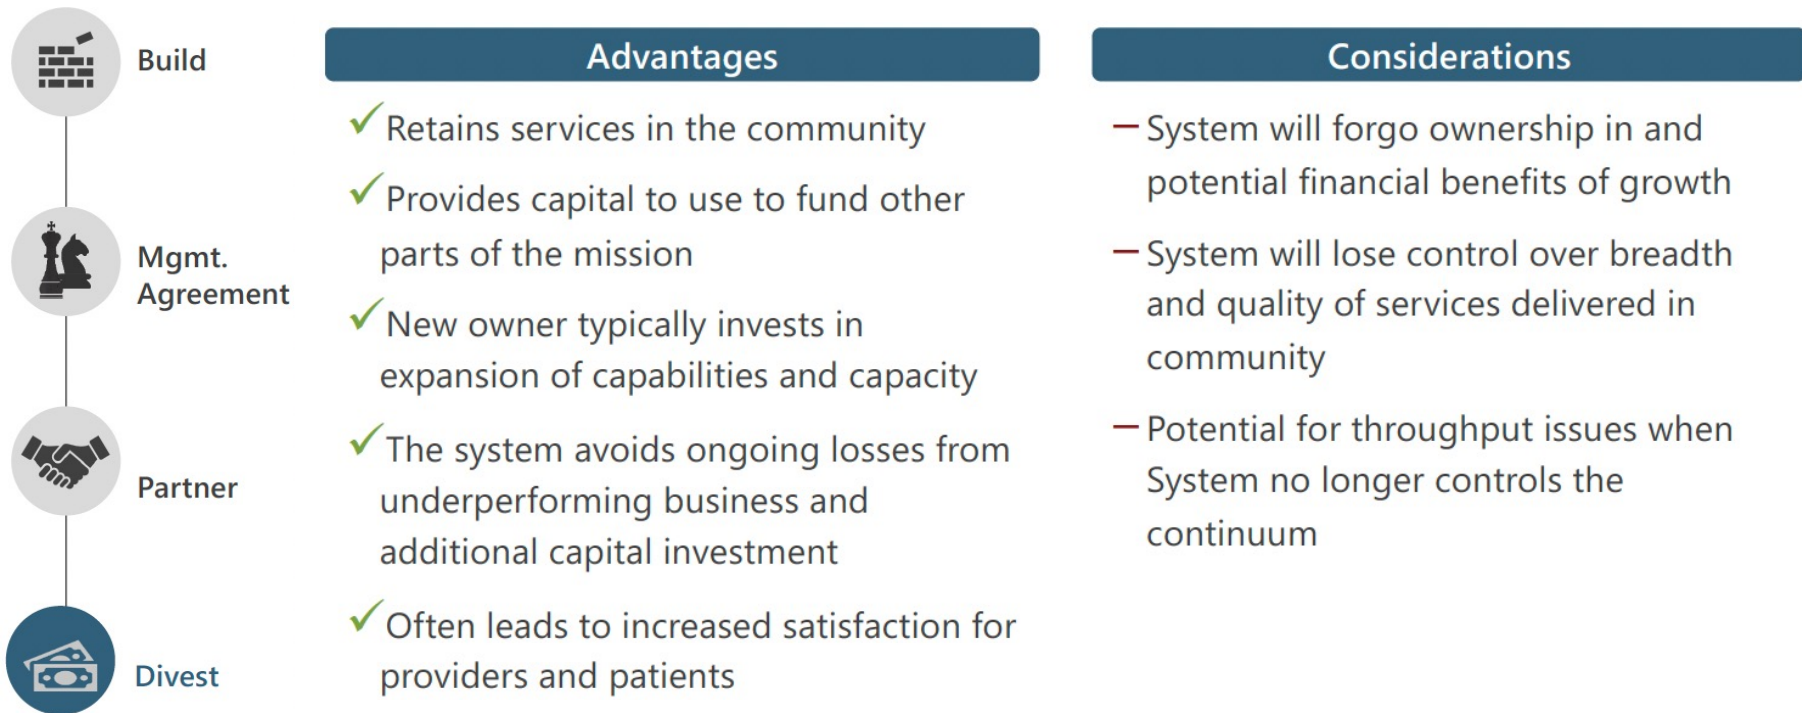 Build
Mgmt.
Agreement
Partner
Divest
Advantages
Retains services in the community
Provides capital to use to fund other
parts of the mission
New owner typically invests in
expansion of capabilities and capacity
The system avoids ongoing losses from
underperforming business and
additional capital investment
Often leads to increased satisfaction for
providers and patients
Considerations
System will forgo ownership in and
potential financial benefits of growth
System will lose control over breadth
and quality of services delivered in
community
Potential for throughput issues when
System no longer controls the
continuum